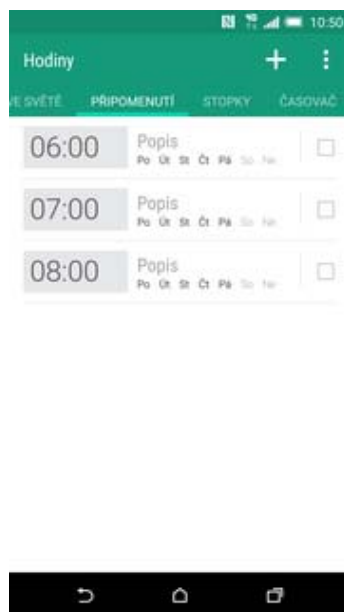 10:50
Hodiny
VE SVĚTĚ PŘIPOMENUTÍ STOPKY ČASOVAČ
06:00 Popis
Po Út St Čt Pá So Ne
07:00 Popis
Po Út St Čt Pá So Ne
08:00 Popis
Po Út St Čt Pá So Ne